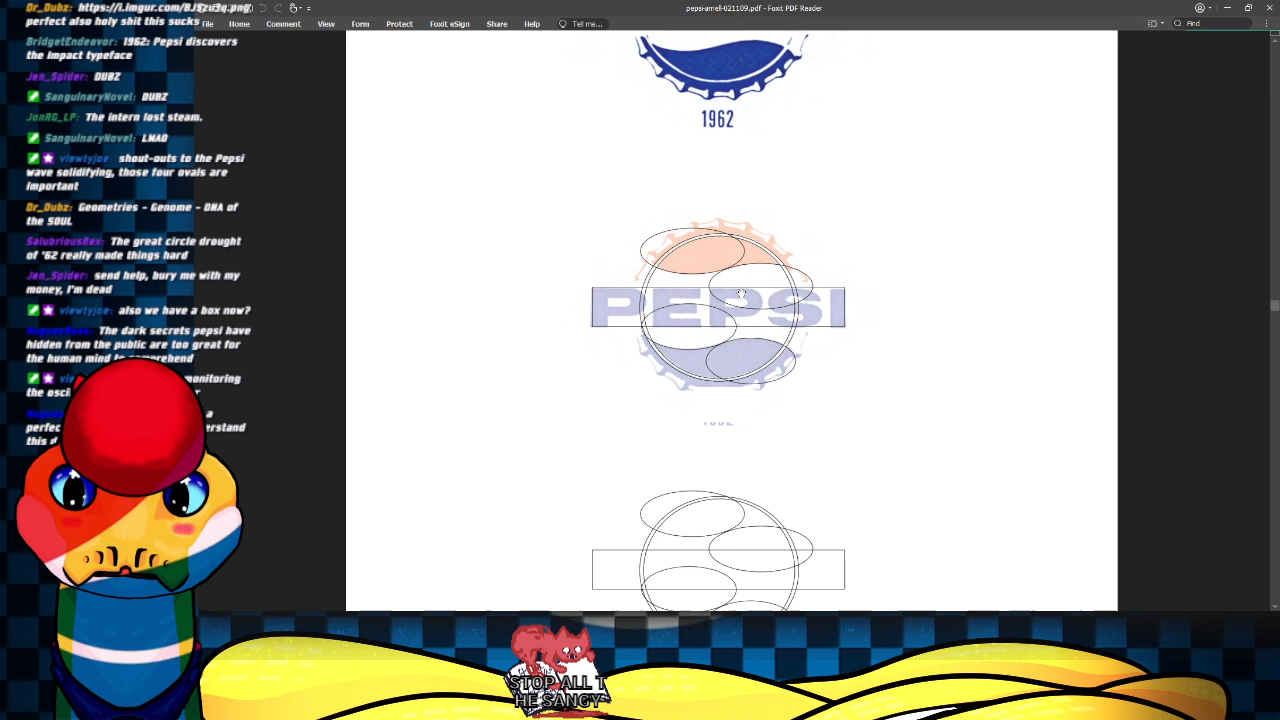 Dr_Dubz: https://i.imgur.com/BJSzu3q.png
perfect also holy shit this sucks
BridgetEndeavor: 1962: Pepsi discovers
the Impact typeface
Jen_Spider: DUBZ
SanguinaryNovel: DUBZ
JonRG_LP: The intern lost steam.
SanguinaryNovel: LMAO
viewtyjoe: shout-outs to the Pepsi
wave solidifying, those four ovals are
important
Dr_Dubz: Geometries - Genome - DNA of
the SOUL
SalubriousRex: The great circle drought
of '62 really made things hard
Jen_Spider: send help, bury me with my
money, i'm dead
viewtyjoe: also we have a box now?
The dark secrets pepsi have
hidden from the public are too great for
the human mind to comprehend
monitoring
the
a
perfec
this
pepsi-arnell-021109.pdf - Foxit PDF Reader
File Home Comment View Form Protect Foxit eSign Share Help Tell me... Find
1962
PEPSI
1962
STOP ALL T
HE SANGY